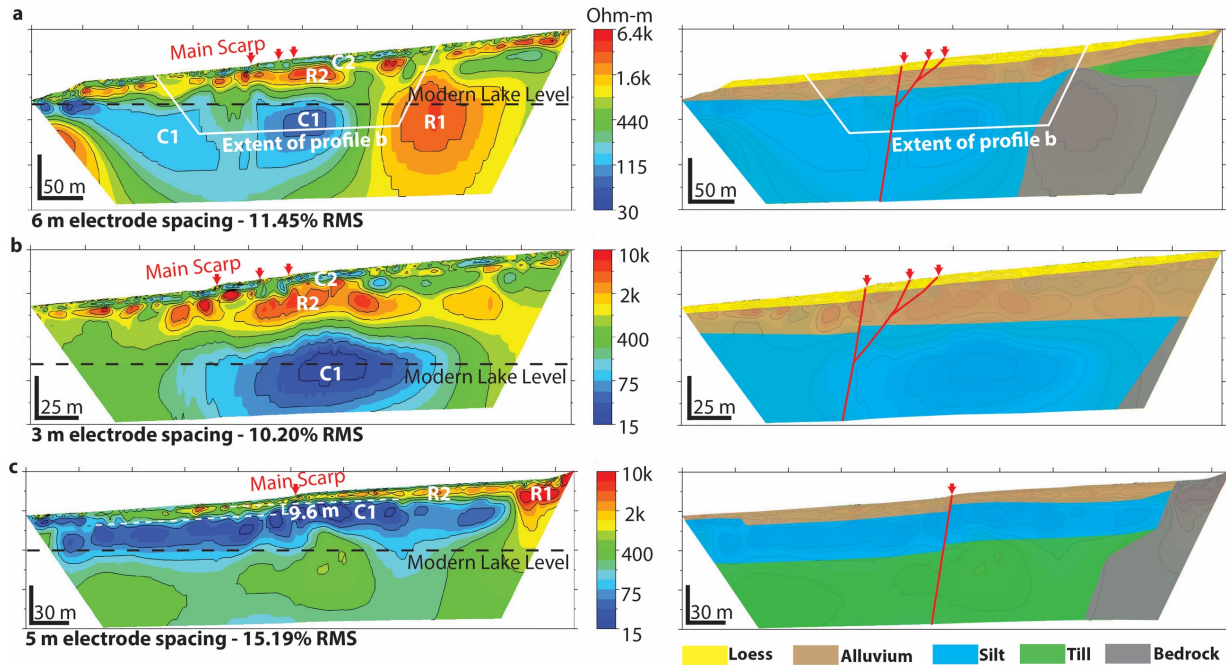 a
Ohm-m
Main Scarp
C2
R2
6.4k
1.6k
440
115
30
Modern Lake Level
C1
C1
R1
Extent of profile b
50 m
6 m electrode spacing - 11.45% RMS
Extent of profile b
50 m
b
Main Scarp
C2
R2
10k
2k
400
75
15
C1
Modern Lake Level
25 m
3 m electrode spacing - 10.20% RMS
25 m
c
Main Scarp
R2
R1
9.6 m
C1
10k
2k
400
75
15
Modern Lake Level
30 m
5 m electrode spacing - 15.19% RMS
30 m
Loess
Alluvium
Silt
Till
Bedrock